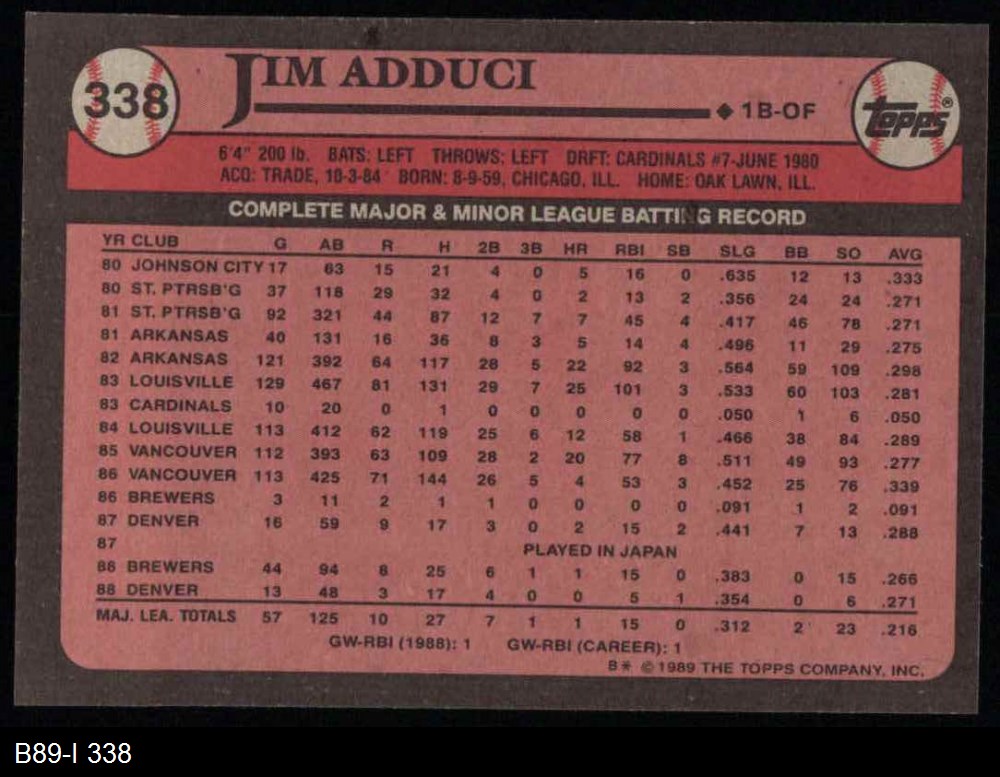 338
JIM ADDUCI
◆ 1B-OF
TOPPS®
6'4" 200 lb. BATS: LEFT THROWS: LEFT DRFT: CARDINALS #7-JUNE 1980
ACQ: TRADE, 10-3-84 BORN: 8-9-59, CHICAGO, ILL. HOME: OAK LAWN, ILL.
COMPLETE MAJOR & MINOR LEAGUE BATTING RECORD
YR CLUB G AB R H 2B 3B HR RBI SB SLG BB SO AVG
80 JOHNSON CITY 17 63 15 21 4 0 5 16 0 .635 12 13 .333
80 ST. PTRSB'G 37 118 29 32 4 0 2 13 2 .356 24 24 .271
81 ST. PTRSB'G 92 321 44 87 12 7 7 45 4 .417 46 78 .271
81 ARKANSAS 40 131 16 36 8 3 5 14 4 .496 11 29 .275
82 ARKANSAS 121 392 64 117 28 5 22 92 3 .564 59 109 .298
83 LOUISVILLE 129 467 81 131 29 7 25 101 3 .533 60 103 .281
83 CARDINALS 10 20 0 1 0 0 0 0 0 .050 1 6 .050
84 LOUISVILLE 113 412 62 119 25 6 12 58 1 .466 38 84 .289
85 VANCOUVER 112 393 63 109 28 2 20 77 8 .511 49 93 .277
86 VANCOUVER 113 425 71 144 26 5 4 53 3 .452 25 76 .339
86 BREWERS 3 11 2 1 1 0 0 0 0 .091 1 2 .091
87 DENVER 16 59 9 17 3 0 2 15 2 .441 7 13 .288
87 PLAYED IN JAPAN
88 BREWERS 44 94 8 25 6 1 1 15 0 .383 0 15 .266
88 DENVER 13 48 3 17 4 0 0 5 1 .354 0 6 .271
MAJ. LEA. TOTALS 57 125 10 27 7 1 1 15 0 .312 2 23 .216
GW-RBI (1988): 1 GW-RBI (CAREER): 1
B* © 1989 THE TOPPS COMPANY, INC.
B89-I 338